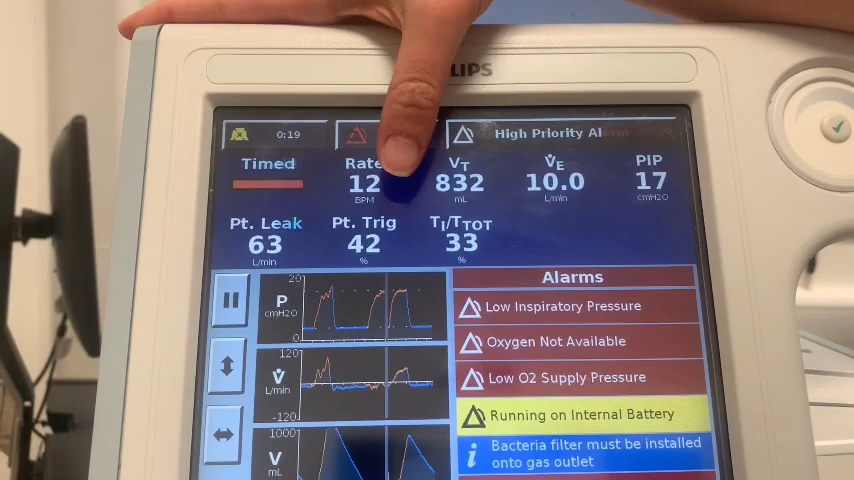 LIPS
0:19
High Priority Alarm
Timed
Rate
12
BPM
VT
832
mL
V̇E
10.0
L/min
PIP
17
cmH2O
Pt. Leak
63
L/min
Pt. Trig
42
%
TI/TTOT
33
%
Alarms
20
P
cmH2O
0
Low Inspiratory Pressure
Oxygen Not Available
120
V̇
L/min
-120
Low O2 Supply Pressure
Running on Internal Battery
1000
V
mL
i
Bacteria filter must be installed
onto gas outlet